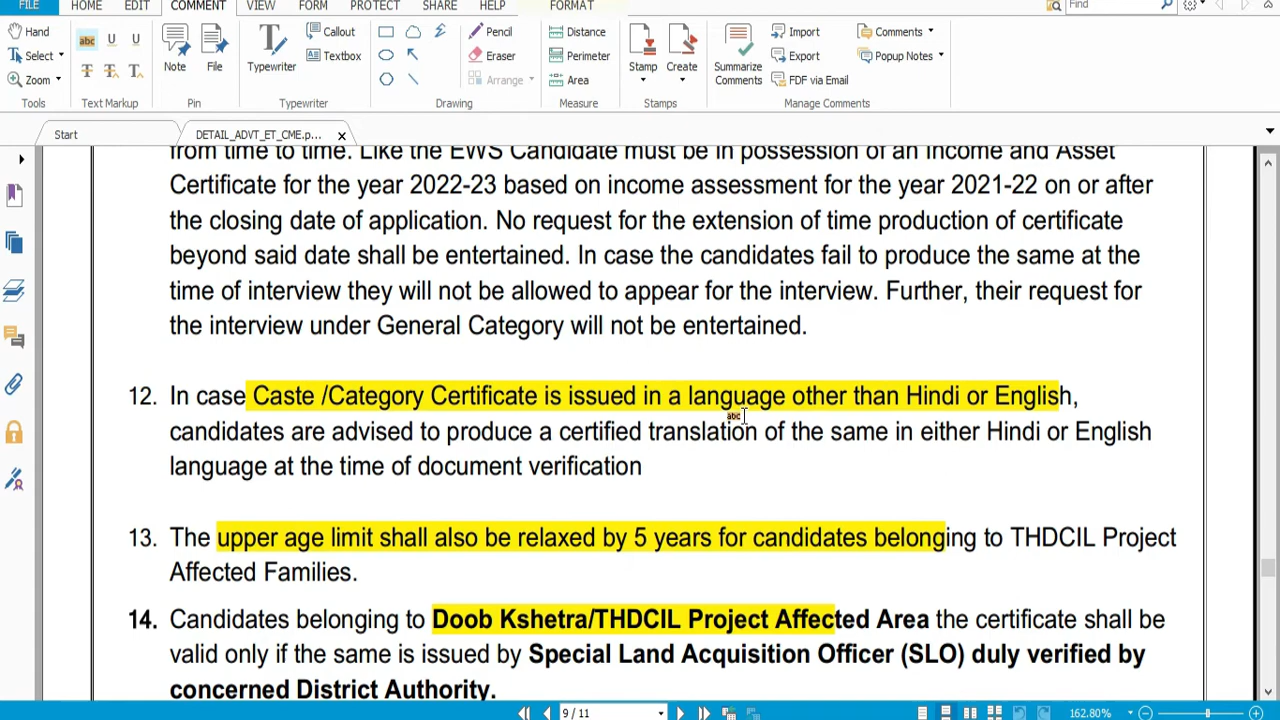 FILE HOME EDIT COMMENT VIEW FORM PROTECT SHARE HELP FORMAT Find
Hand Select Zoom Tools
abc U U T T T Text Markup
Note File Pin
Typewriter Callout Textbox Typewriter
Pencil Eraser Arrange Drawing
Distance Perimeter Area Measure
Stamp Create Stamps
Summarize Comments Import Export FDF via Email Comments Popup Notes Manage Comments
Start DETAIL_ADVT_ET_CME.p...
from time to time. Like the EWS Candidate must be in possession of an Income and Asset
Certificate for the year 2022-23 based on income assessment for the year 2021-22 on or after
the closing date of application. No request for the extension of time production of certificate
beyond said date shall be entertained. In case the candidates fail to produce the same at the
time of interview they will not be allowed to appear for the interview. Further, their request for
the interview under General Category will not be entertained.
12. In case Caste /Category Certificate is issued in a language other than Hindi or English,
abc
candidates are advised to produce a certified translation of the same in either Hindi or English
language at the time of document verification
13. The upper age limit shall also be relaxed by 5 years for candidates belonging to THDCIL Project
Affected Families.
14. Candidates belonging to Doob Kshetra/THDCIL Project Affected Area the certificate shall be
valid only if the same is issued by Special Land Acquisition Officer (SLO) duly verified by
concerned District Authority.
9 / 11 162.80%